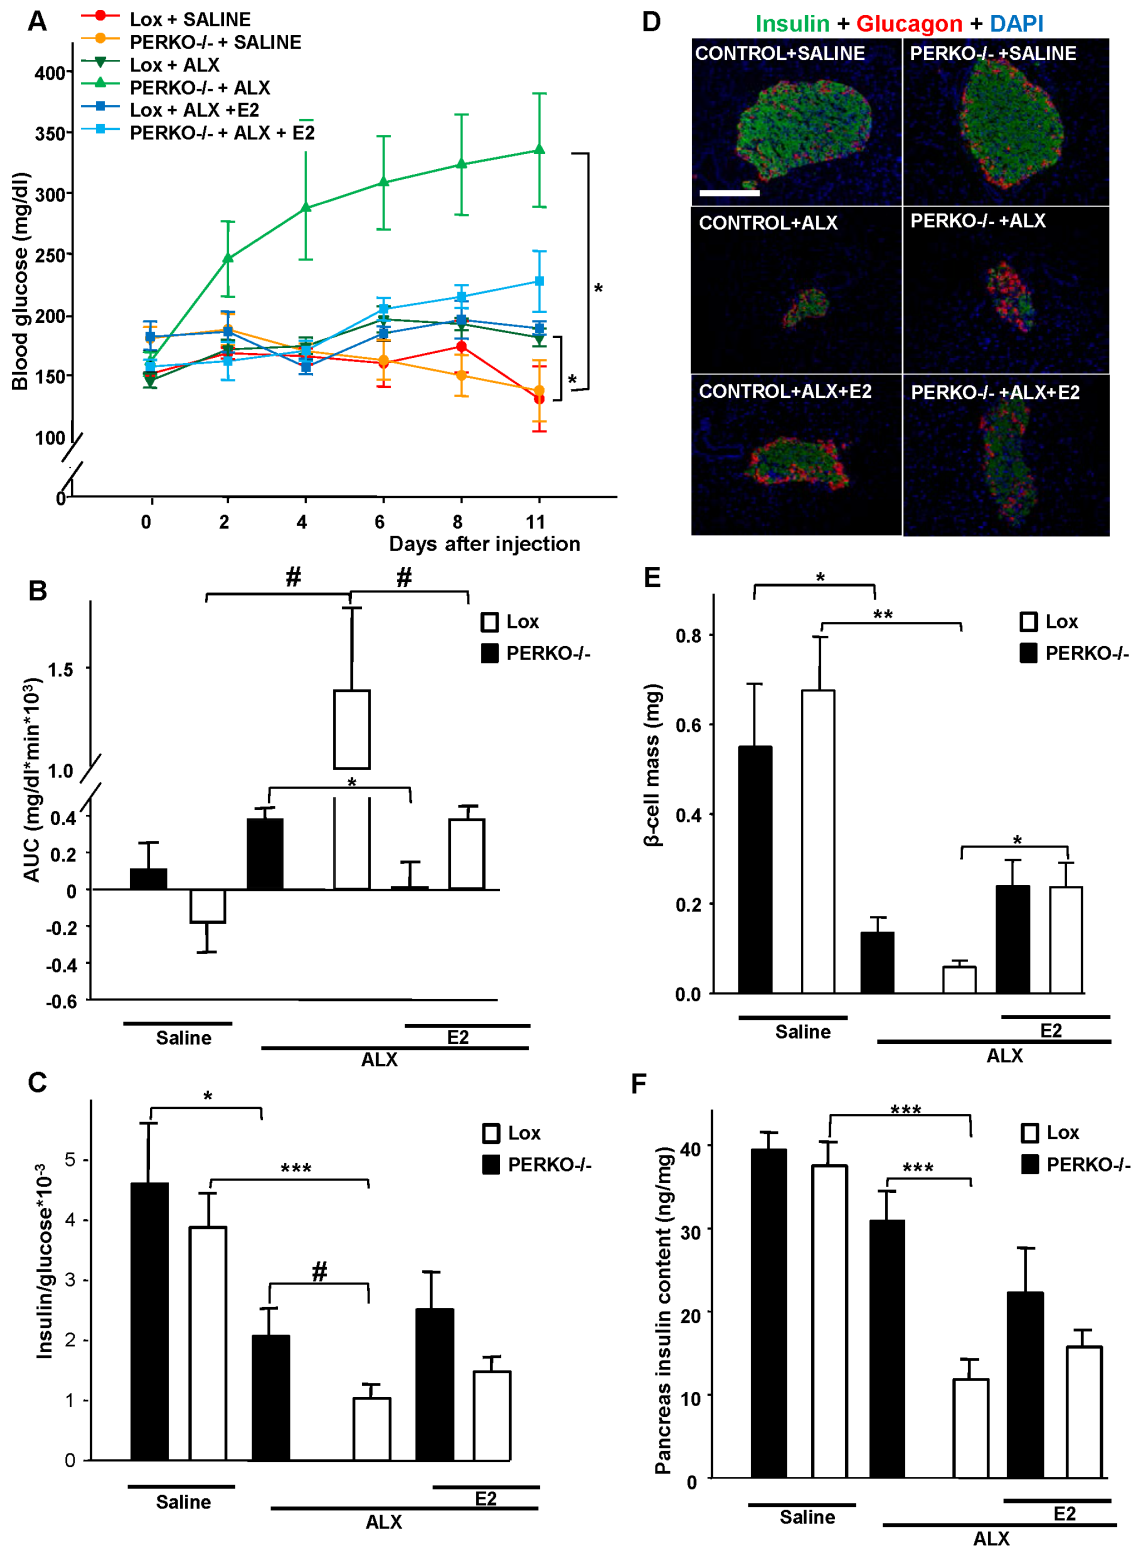 A
Lox + SALINE
PERKO-/- + SALINE
Lox + ALX
PERKO-/- + ALX
Lox + ALX +E2
PERKO-/- + ALX + E2
Blood glucose (mg/dl)
400
350
300
250
200
150
100
0
*
*
0 2 4 6 8 11
Days after injection
D
Insulin + Glucagon + DAPI
CONTROL+SALINE
PERKO-/- +SALINE
CONTROL+ALX
PERKO-/- +ALX
CONTROL+ALX+E2
PERKO-/- +ALX+E2
B
# #
Lox
PERKO-/-
AUC (mg/dl*min*10³)
1.5
1.0
0.4
0.2
0
-0.2
-0.4
-0.6
*
Saline
E2
ALX
E
*
**
*
Lox
PERKO-/-
β-cell mass (mg)
0.8
0.6
0.4
0.2
0.0
Saline
E2
ALX
C
*
***
#
Lox
PERKO-/-
Insulin/glucose*10⁻³
5
4
3
2
1
0
Saline
E2
ALX
F
***
***
Lox
PERKO-/-
Pancreas insulin content (ng/mg)
40
30
20
10
0
Saline
E2
ALX